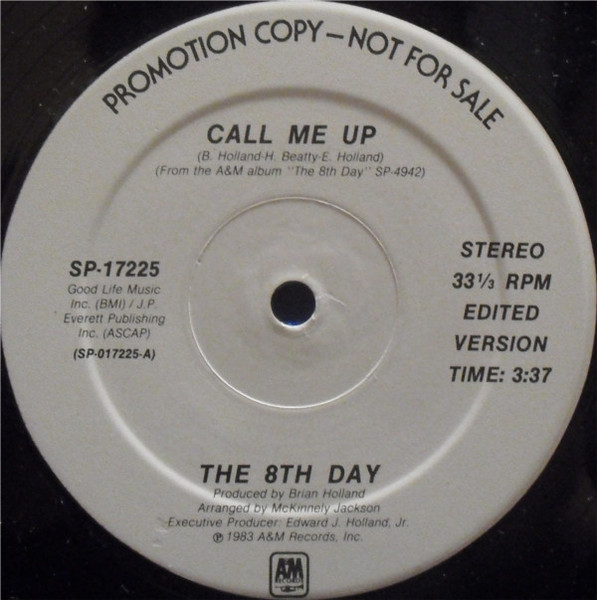 PROMOTION COPY—NOT FOR SALE
CALL ME UP
(B. Holland-H. Beatty-E. Holland)
(From the A&M album "The 8th Day" SP-4942)
SP-17225
Good Life Music
Inc. (BMI) / J.P.
Everett Publishing
Inc. (ASCAP)
(SP-017225-A)
STEREO
33⅓ RPM
EDITED
VERSION
TIME: 3:37
THE 8TH DAY
Produced by Brian Holland
Arranged by McKinnely Jackson
Executive Producer: Edward J. Holland, Jr.
℗ 1983 A&M Records, Inc.
A&M
RECORDS